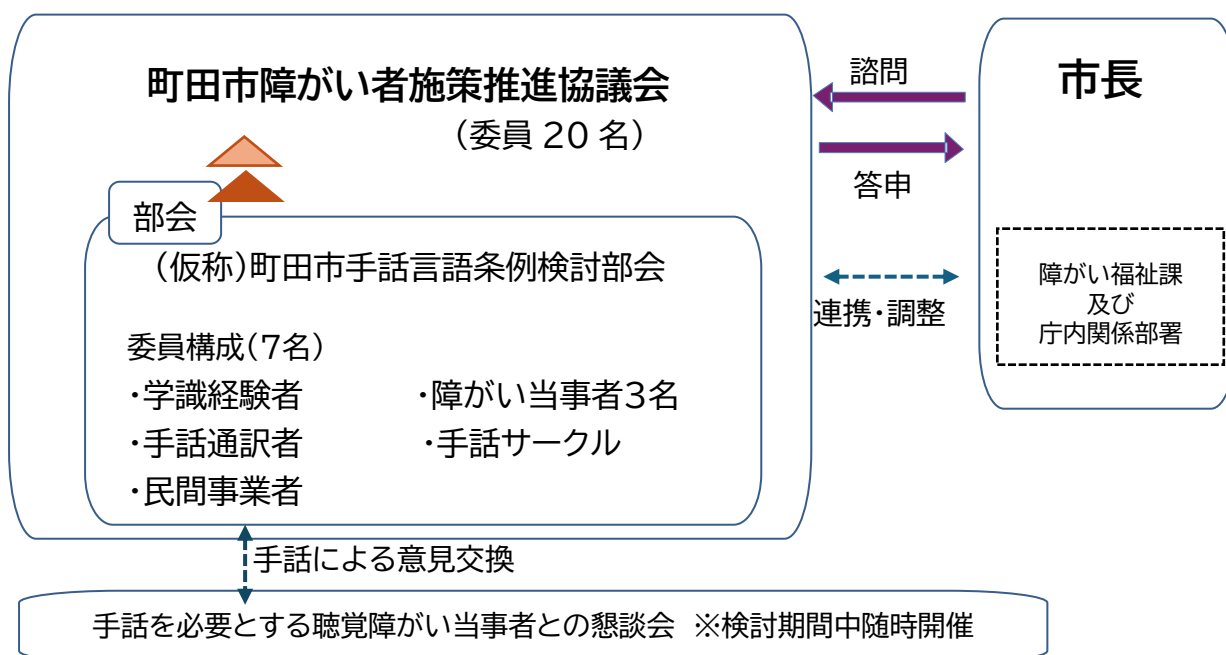 町田市障がい者施策推進協議会
（委員 20 名）
諮問
答申
連携・調整
市長
障がい福祉課
及び
庁内関係部署
部会
（仮称）町田市手話言語条例検討部会
委員構成（７名）
・学識経験者
・障がい当事者３名
・手話通訳者
・手話サークル
・民間事業者
手話による意見交換
手話を必要とする聴覚障がい当事者との懇談会 ※検討期間中随時開催